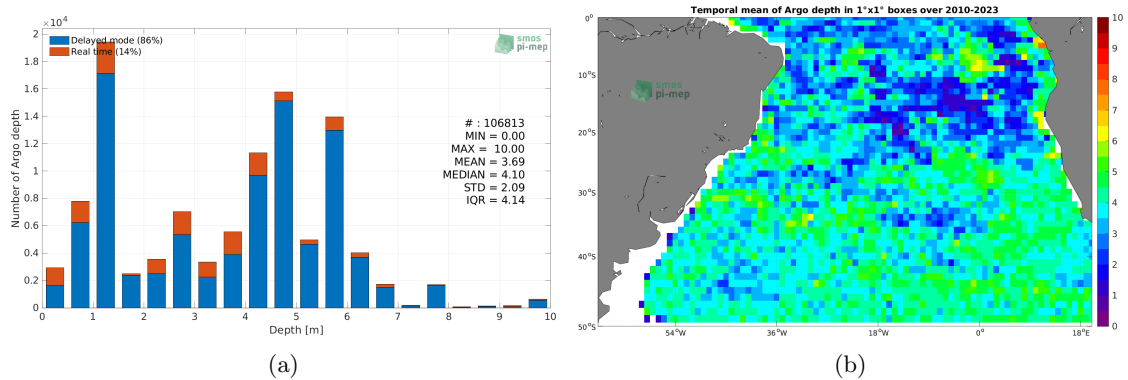 ×10⁴
Delayed mode (86%)
Real time (14%)
smos
pi-mep
# : 106813
MIN = 0.00
MAX = 10.00
MEAN = 3.69
MEDIAN = 4.10
STD = 2.09
IQR = 4.14
Number of Argo depth
2
1.8
1.6
1.4
1.2
1
0.8
0.6
0.4
0.2
0
0 1 2 3 4 5 6 7 8 9 10
Depth [m]
(a)
Temporal mean of Argo depth in 1°x1° boxes over 2010-2023
smos
pi-mep
0°
10°S
20°S
30°S
40°S
50°S
54°W 36°W 18°W 0° 18°E
10
9
8
7
6
5
4
3
2
1
0
(b)